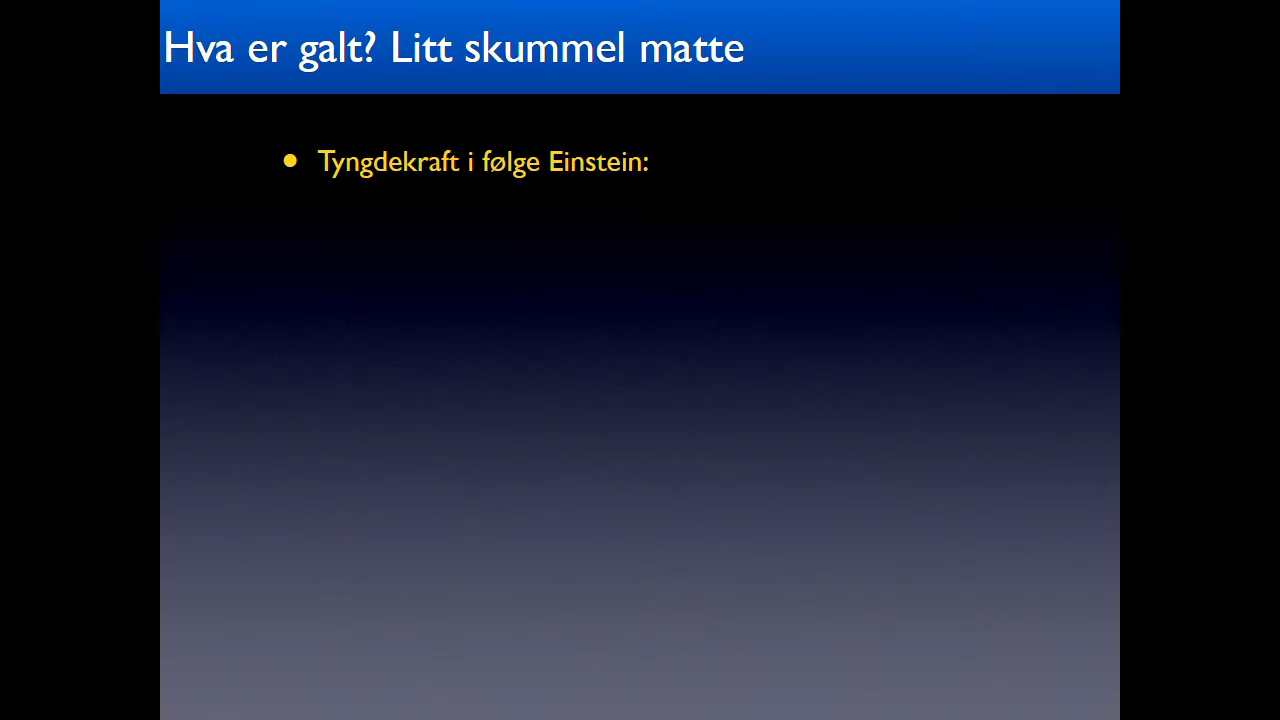 Hva er galt? Litt skummel matte
• Tyngdekraft i følge Einstein: